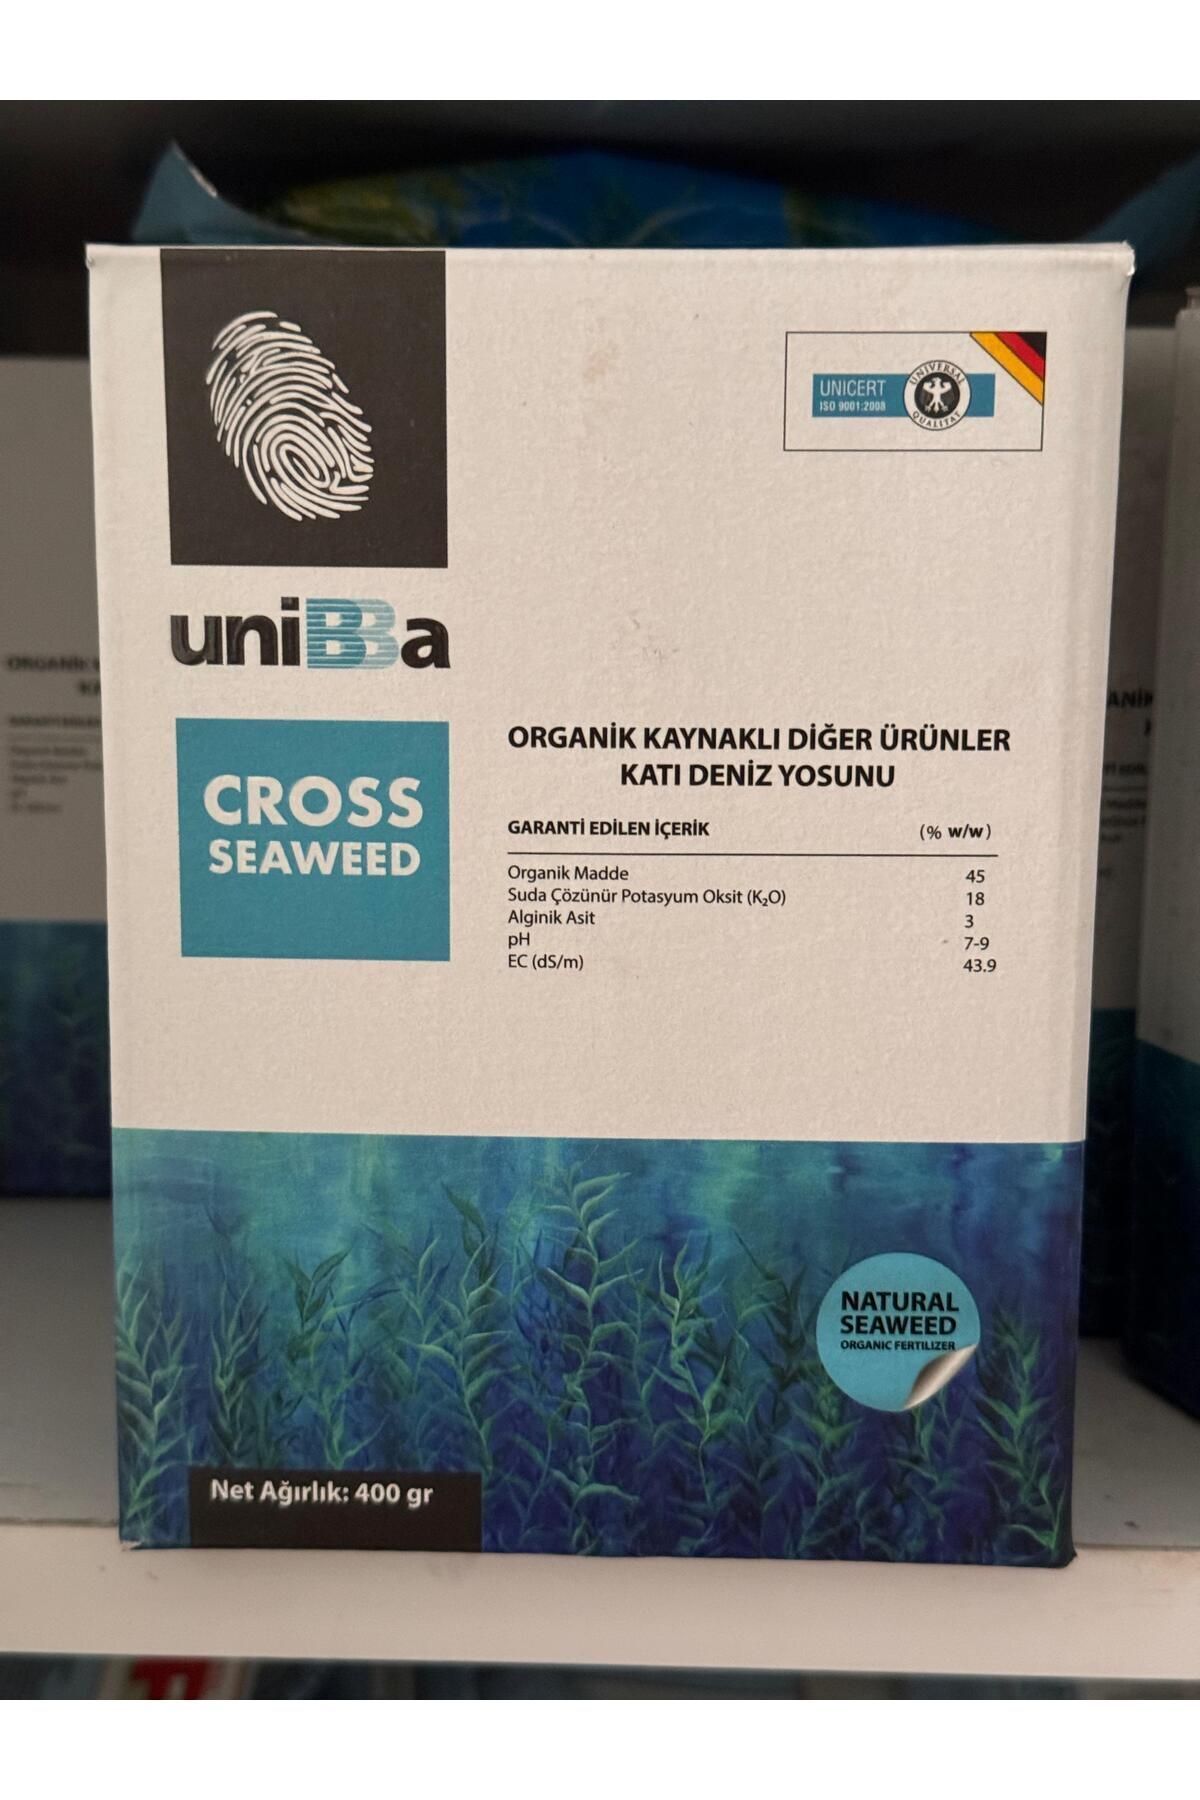 UNICERT
ISO 9001:2008
UNIVERSAL
QUALITAT
uniBBa
CROSS
SEAWEED
ORGANİK KAYNAKLI DİĞER ÜRÜNLER
KATI DENİZ YOSUNU
GARANTİ EDİLEN İÇERİK (% w/w)
Organik Madde 45
Suda Çözünür Potasyum Oksit (K₂O) 18
Alginik Asit 3
pH 7-9
EC (dS/m) 43.9
NATURAL
SEAWEED
ORGANIC FERTILIZER
Net Ağırlık: 400 gr